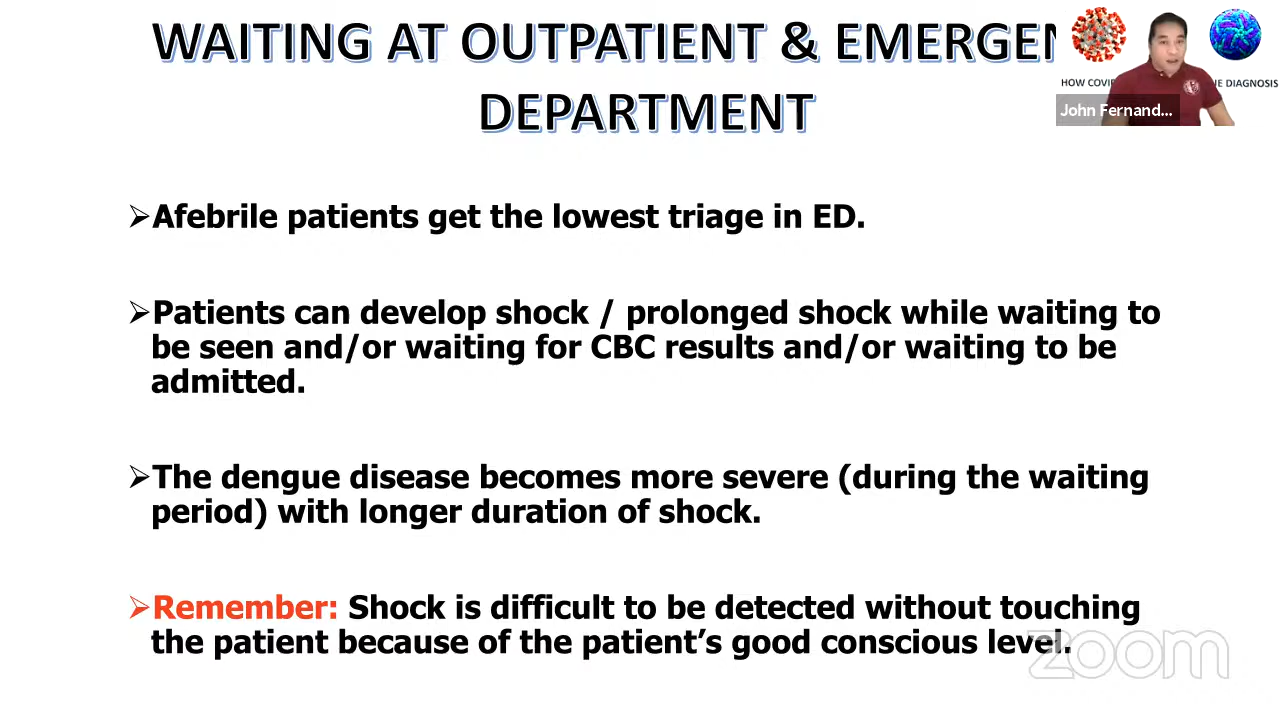 WAITING AT OUTPATIENT & EMERGEN
DEPARTMENT
HOW COVI
UE DIAGNOSIS
John Fernand...
➢Afebrile patients get the lowest triage in ED.
➢Patients can develop shock / prolonged shock while waiting to
be seen and/or waiting for CBC results and/or waiting to be
admitted.
➢The dengue disease becomes more severe (during the waiting
period) with longer duration of shock.
➢Remember: Shock is difficult to be detected without touching
the patient because of the patient’s good conscious level.
zoom